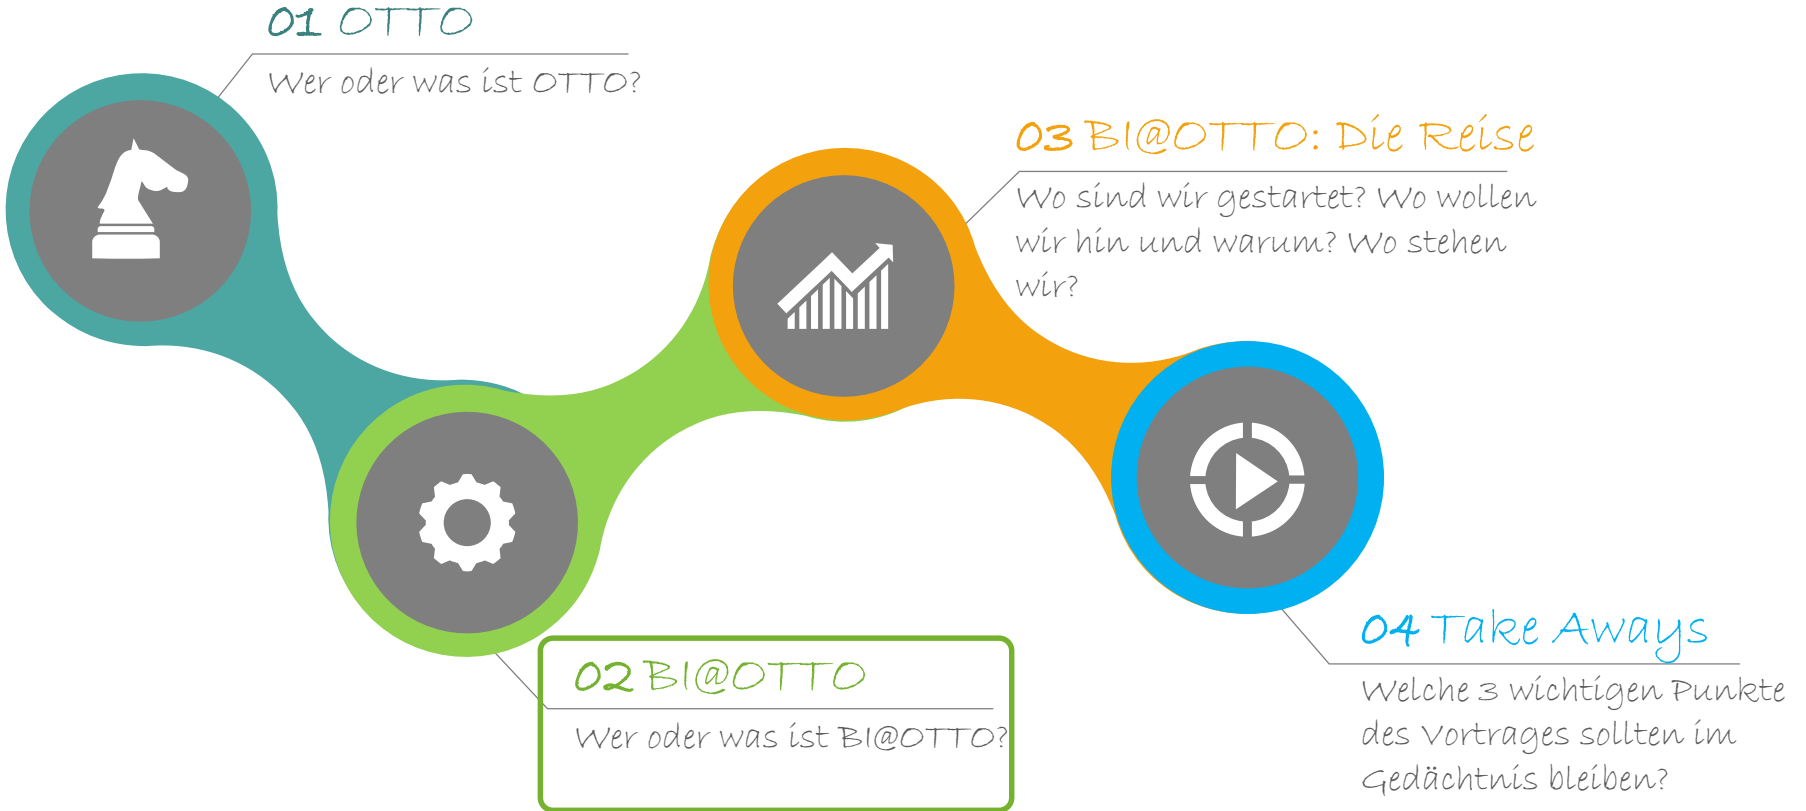 01 OTTO
Wer oder was ist OTTO?
02 BI@OTTO
Wer oder was ist BI@OTTO?
03 BI@OTTO: Die Reise
Wo sind wir gestartet? Wo wollen
wir hin und warum? Wo stehen
wir?
04 Take Aways
Welche 3 wichtigen Punkte
des Vortrages sollten im
Gedächtnis bleiben?